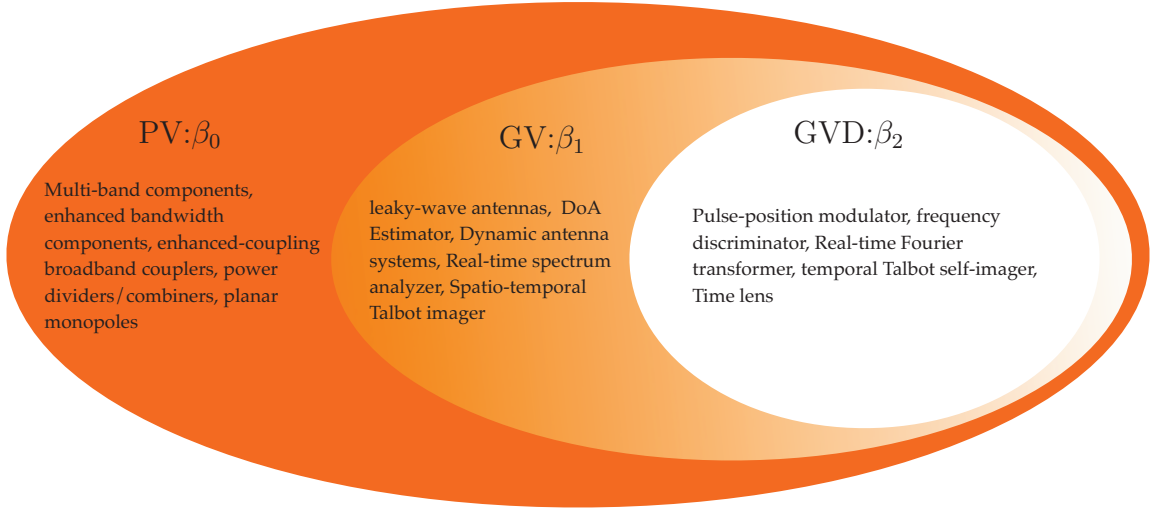 PV:β₀
Multi-band components,
enhanced bandwidth
components, enhanced-coupling
broadband couplers, power
dividers/combiners, planar
monopoles
GV:β₁
leaky-wave antennas, DoA
Estimator, Dynamic antenna
systems, Real-time spectrum
analyzer, Spatio-temporal
Talbot imager
GVD:β₂
Pulse-position modulator, frequency
discriminator, Real-time Fourier
transformer, temporal Talbot self-imager,
Time lens